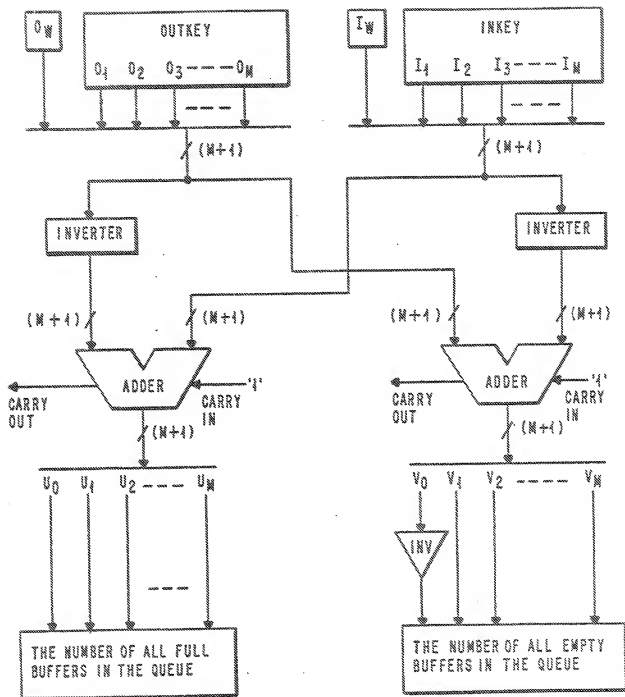 O_W
OUTKEY
O_1 O_2 O_3 ---- O_M
I_W
INKEY
I_1 I_2 I_3 ---- I_M
(M+1)
(M+1)
INVERTER
INVERTER
(M+1)
(M+1)
(M+1)
(M+1)
ADDER
'1'
CARRY OUT
CARRY IN
(M+1)
ADDER
'1'
CARRY OUT
CARRY IN
(M+1)
U_0 U_1 U_2 ---- U_M
V_0 V_1 V_2 ---- V_M
INV
THE NUMBER OF ALL FULL
BUFFERS IN THE QUEUE
THE NUMBER OF ALL EMPTY
BUFFERS IN THE QUEUE